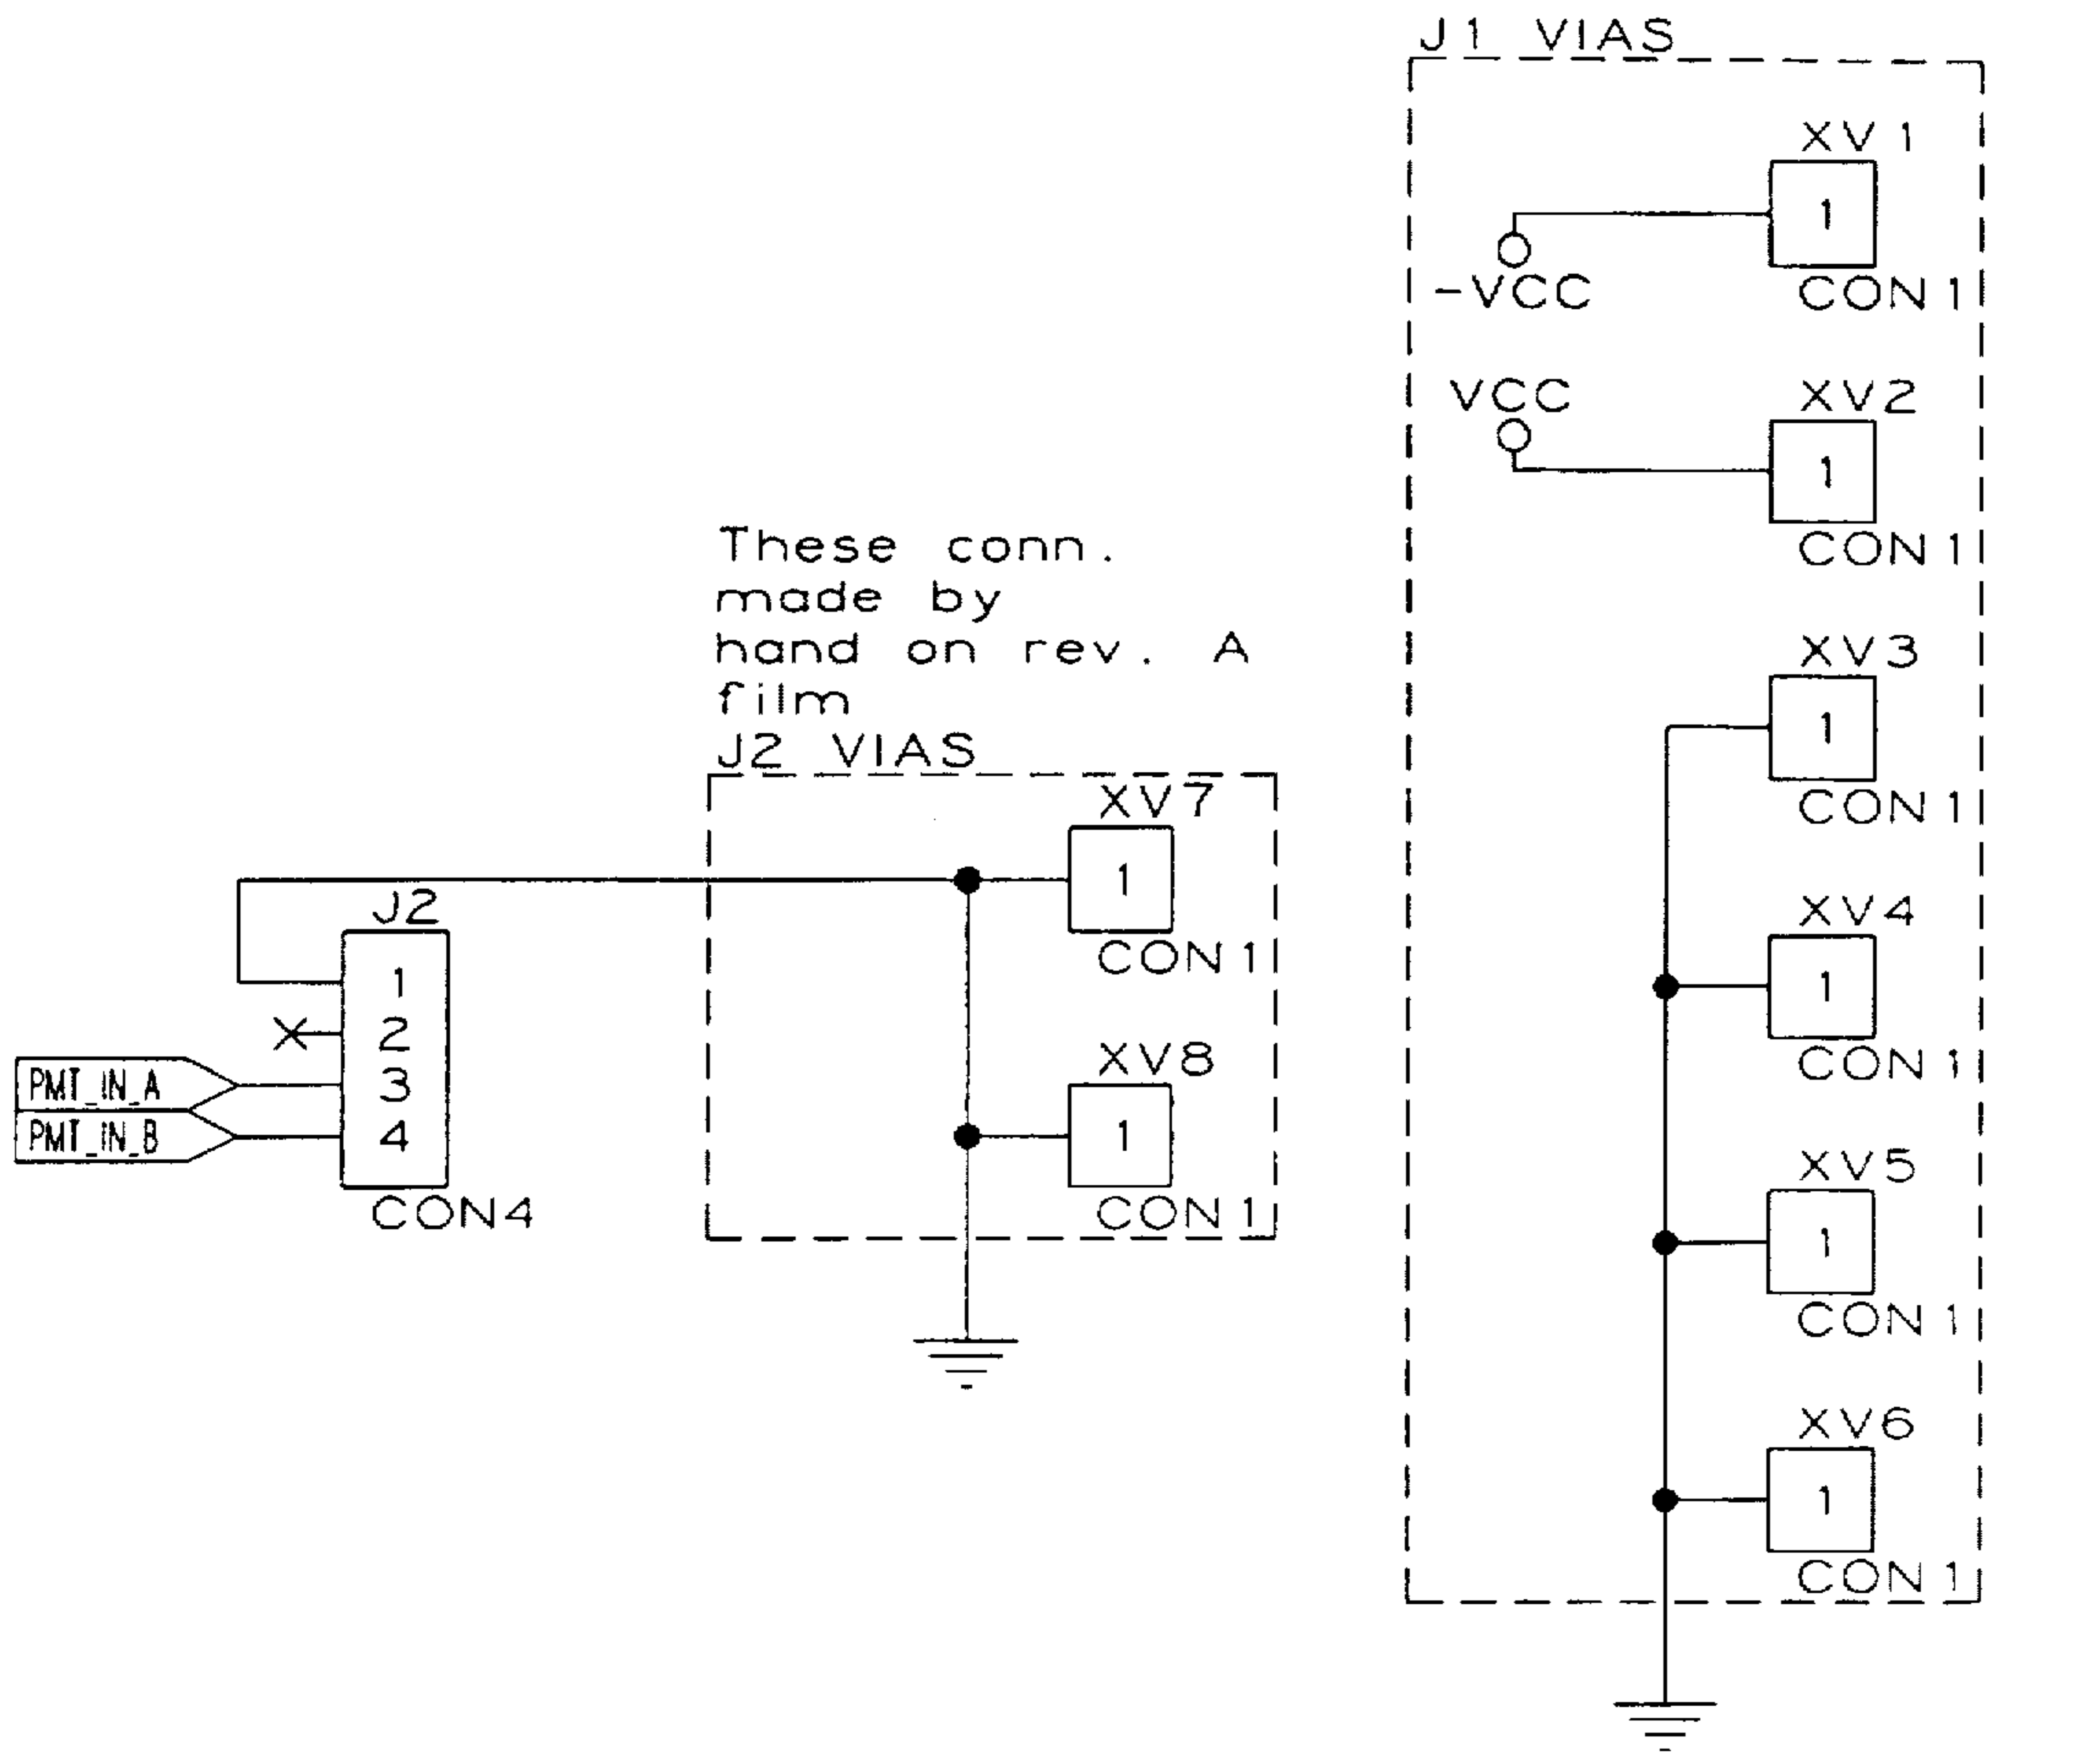 J1 VIAS
XV1
1
-VCC
CON1
VCC
XV2
1
CON1
XV3
1
CON1
XV4
1
CON1
XV5
1
CON1
XV6
1
CON1
These conn.
made by
hand on rev. A
film
J2 VIAS
XV7
1
CON1
XV8
1
CON1
J2
1
2
PMT_IN_A
3
PMT_IN_B
4
CON4